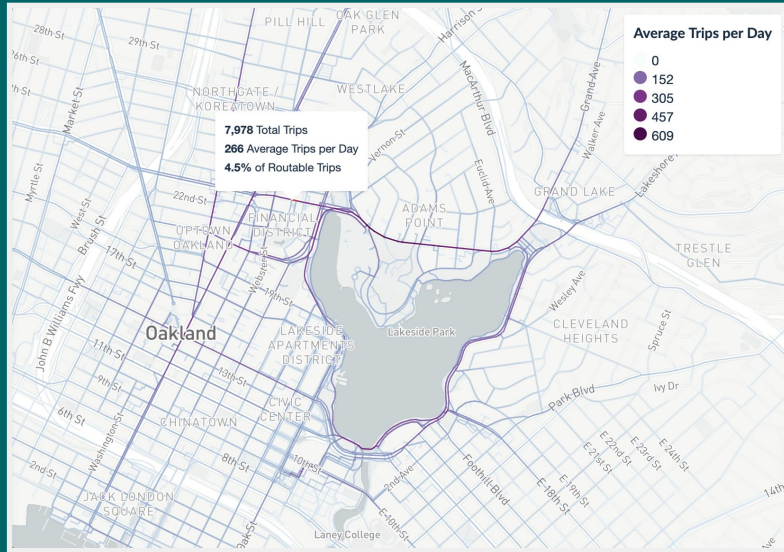 OAK GLEN
PARK
PILL HILL
Harrison St
28th St
29th St
26th St
Market St
NORTHGATE /
KOREATOWN
WESTLAKE
MacArthur Blvd
Grand Ave
Walker Ave
Average Trips per Day
0
152
305
457
609
7,978 Total Trips
266 Average Trips per Day
4.5% of Routable Trips
Vernon St
Euclid Ave
Myrtle St
West St
Brush St
22nd St
UPTOWN
OAKLAND
FINANCIAL
DISTRICT
ADAMS
POINT
GRAND LAKE
Lakeshore
TRESTLE
GLEN
17th St
Webster St
19th St
Wesley Ave
John B Williams Fwy
Oakland
LAKESIDE
APARTMENTS
DISTRICT
Lakeside Park
CLEVELAND
HEIGHTS
Spruce St
11th St
13th St
9th St
Park Blvd
Ivy Dr
6th St
CHINATOWN
CIVIC
CENTER
Washington St
8th St
10th St
2nd St
2nd Ave
Foothill Blvd
E 18th St
E 19th St
E 21st St
E 22nd St
E 23rd St
E 24th St
14th
JACK LONDON
SQUARE
Oak St
Laney College
E 10th St
Ave